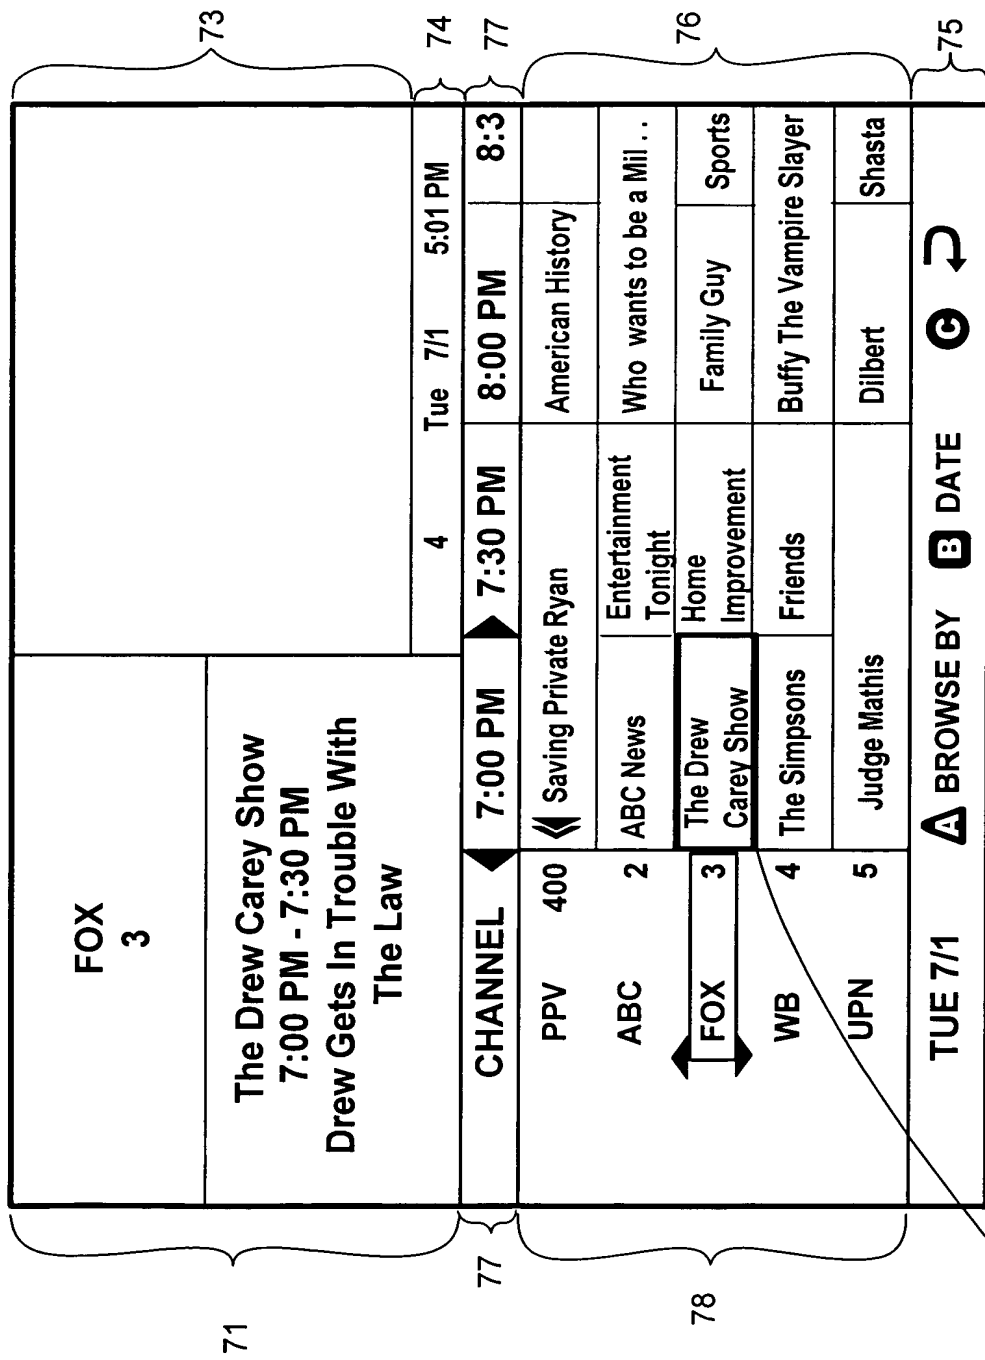 FOX
3
The Drew Carey Show
7:00 PM - 7:30 PM
Drew Gets In Trouble With
The Law
4 Tue 7/1 5:01 PM
CHANNEL 7:00 PM 7:30 PM 8:00 PM 8:3
PPV 400 Saving Private Ryan American History
ABC 2 ABC News Entertainment Tonight Who wants to be a Mil . .
FOX 3 The Drew Carey Show Home Improvement Family Guy Sports
WB 4 The Simpsons Friends Buffy The Vampire Slayer
UPN 5 Judge Mathis Dilbert Shasta
TUE 7/1 A BROWSE BY B DATE C
71
77
78
73
74
77
76
75